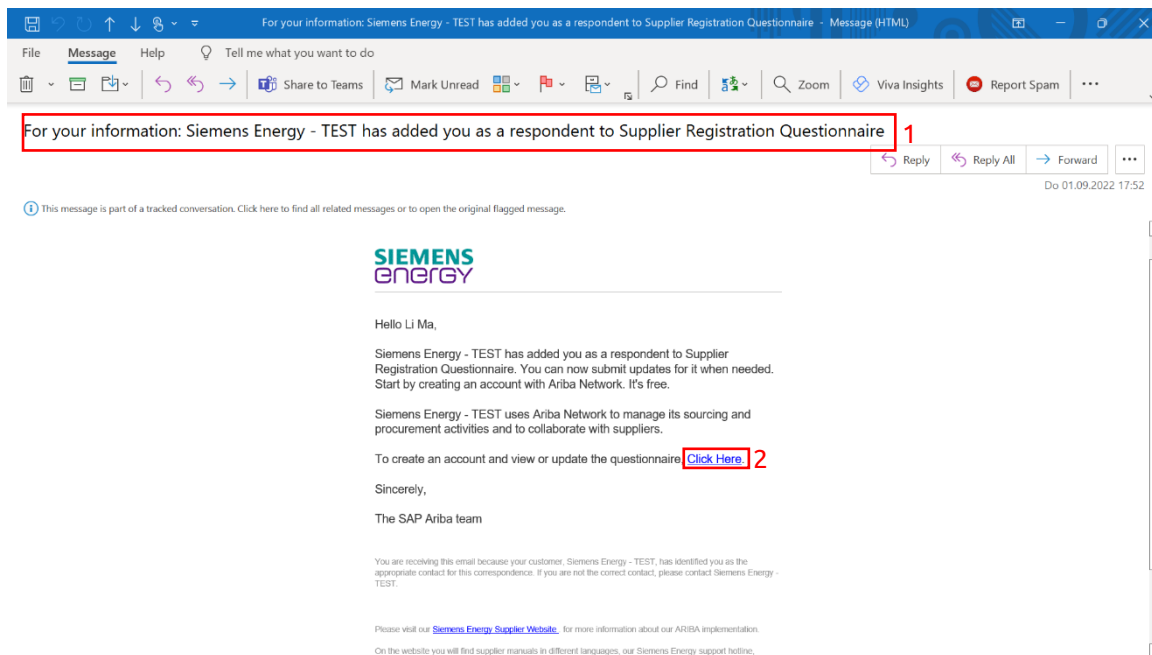 For your information: Siemens Energy - TEST has added you as a respondent to Supplier Registration Questionnaire - Message (HTML)
File Message Help Tell me what you want to do
Share to Teams Mark Unread Find Zoom Viva Insights Report Spam
For your information: Siemens Energy - TEST has added you as a respondent to Supplier Registration Questionnaire 1
Reply Reply All Forward
Do 01.09.2022 17:52
This message is part of a tracked conversation. Click here to find all related messages or to open the original flagged message.
SIEMENS
energy
Hello Li Ma,
Siemens Energy - TEST has added you as a respondent to Supplier
Registration Questionnaire. You can now submit updates for it when needed.
Start by creating an account with Ariba Network. It's free.
Siemens Energy - TEST uses Ariba Network to manage its sourcing and
procurement activities and to collaborate with suppliers.
To create an account and view or update the questionnaire, Click Here. 2
Sincerely,
The SAP Ariba team
You are receiving this email because your customer, Siemens Energy - TEST, has identified you as the
appropriate contact for this correspondence. If you are not the correct contact, please contact Siemens Energy -
TEST.
Please visit our Siemens Energy Supplier Website , for more information about our ARIBA implementation.
On the website you will find supplier manuals in different languages, our Siemens Energy support hotline,